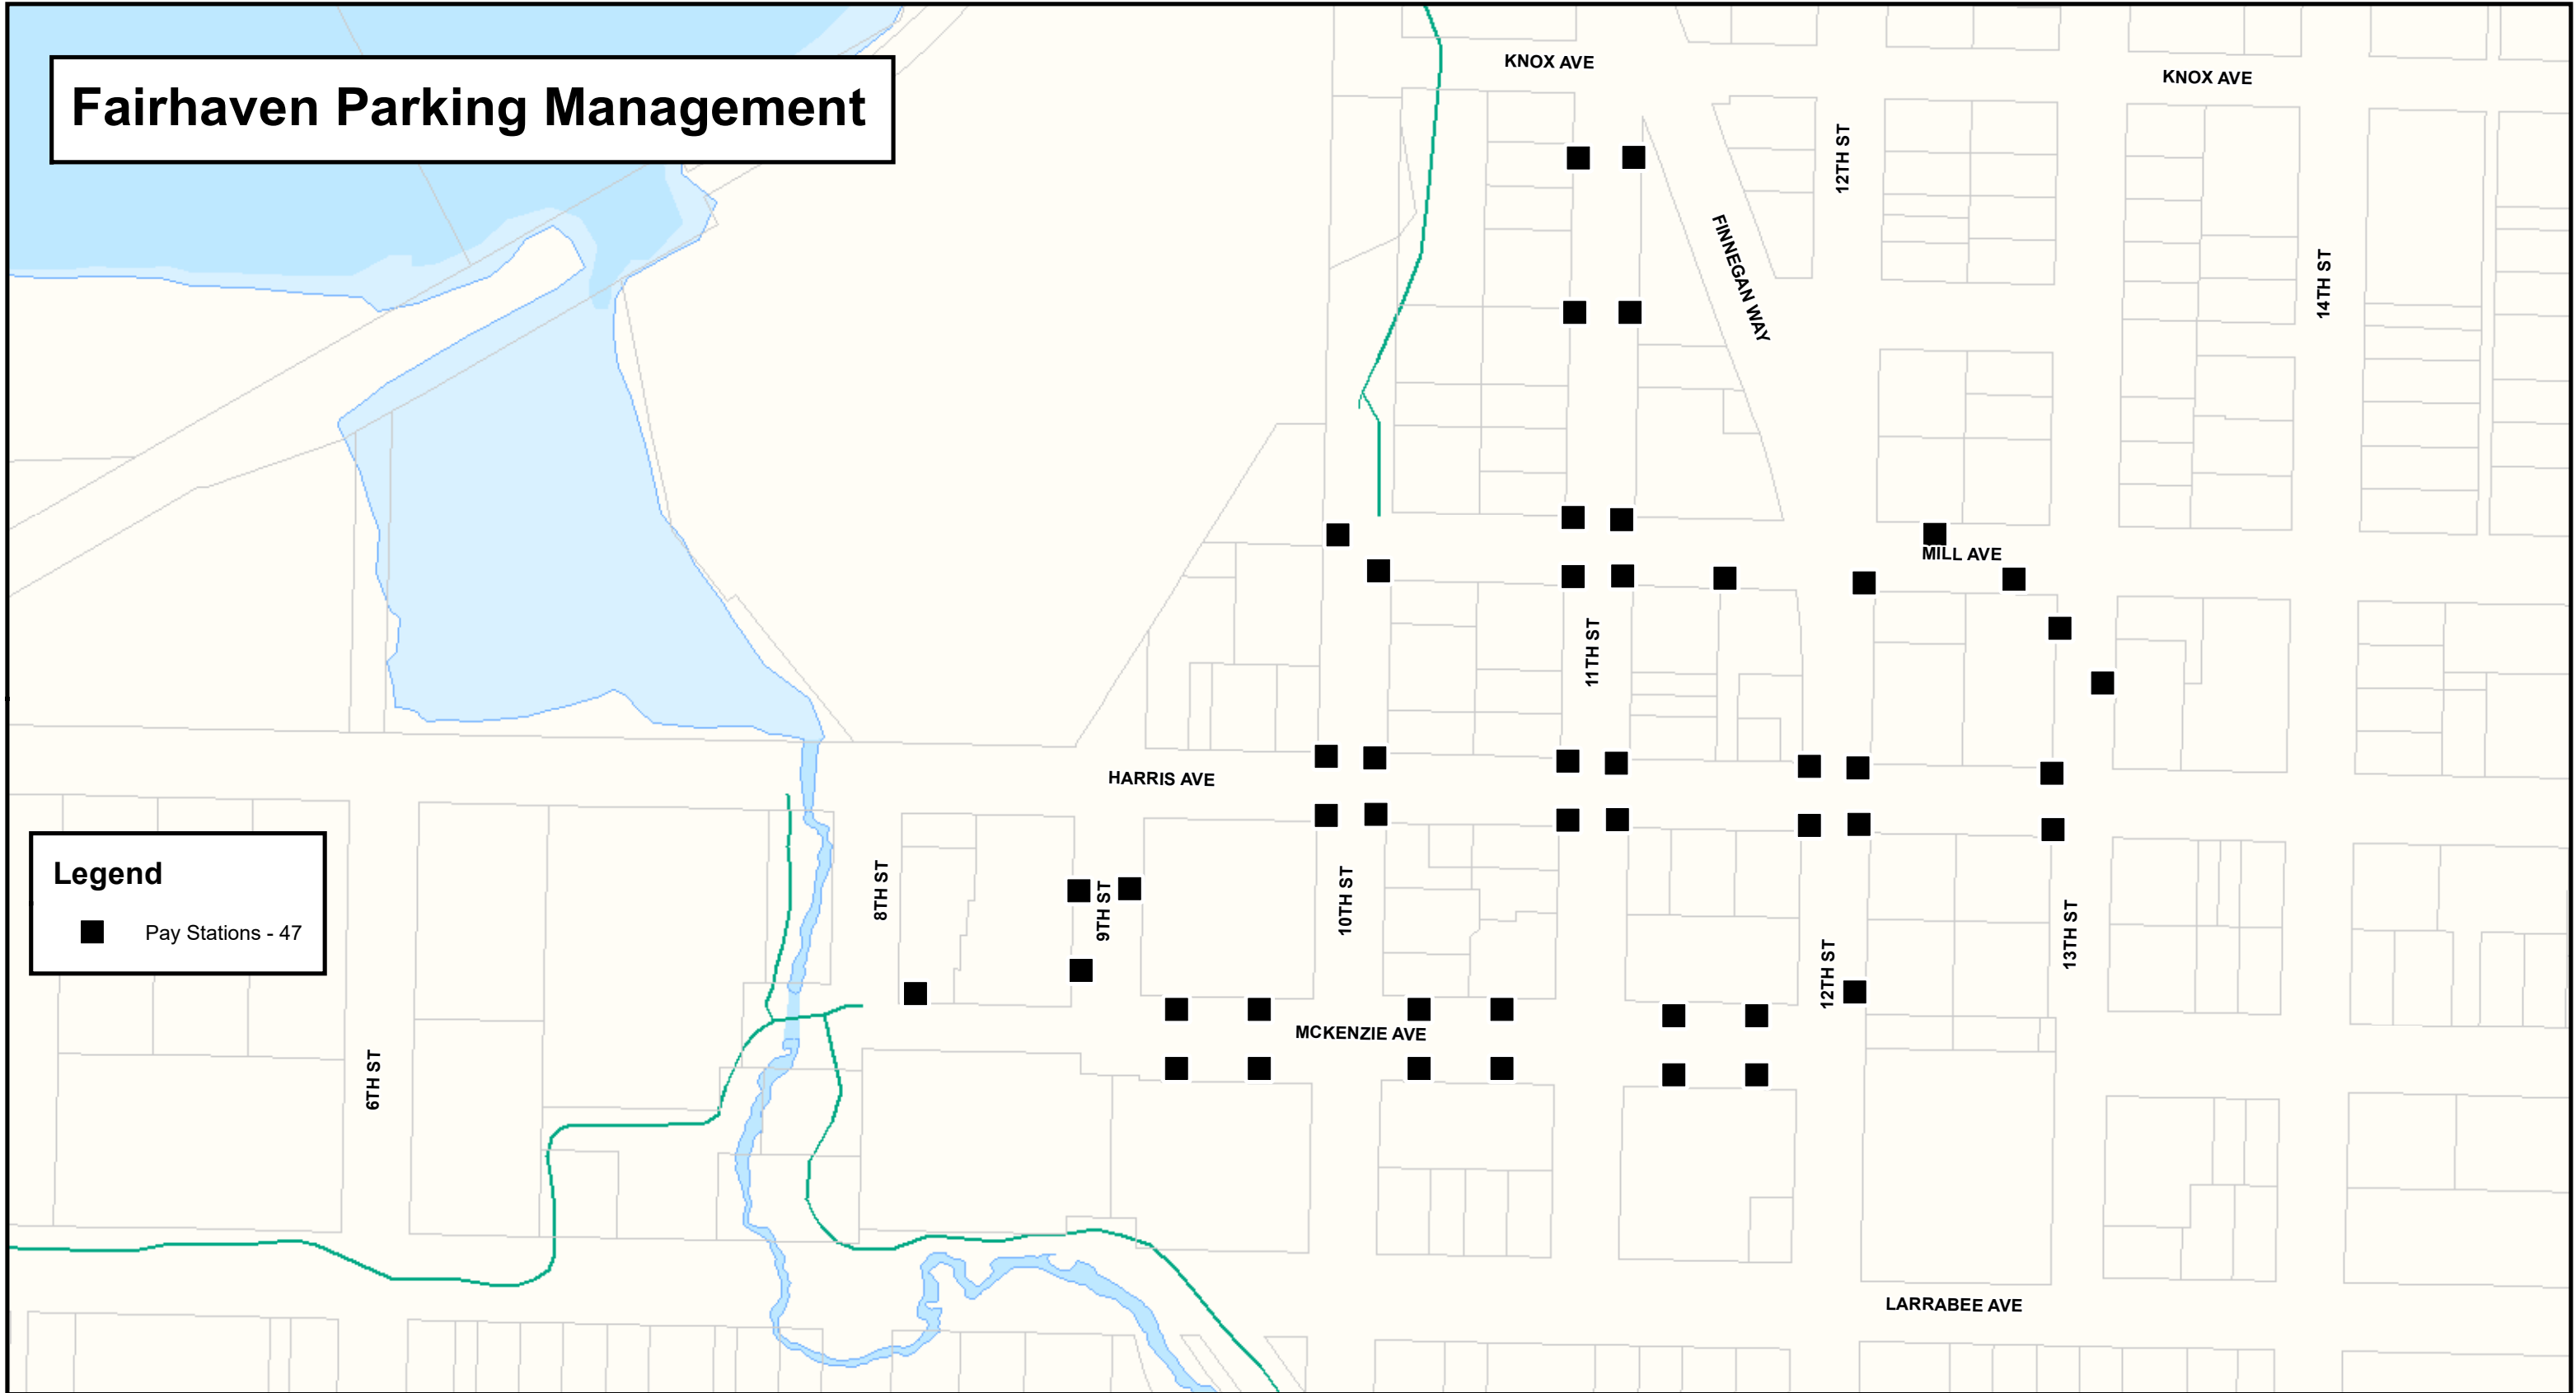 Fairhaven Parking Management
KNOX AVE
KNOX AVE
12TH ST
FINNEGAN WAY
14TH ST
MILL AVE
11TH ST
HARRIS AVE
Legend
Pay Stations - 47
8TH ST
9TH ST
10TH ST
13TH ST
12TH ST
MCKENZIE AVE
6TH ST
LARRABEE AVE